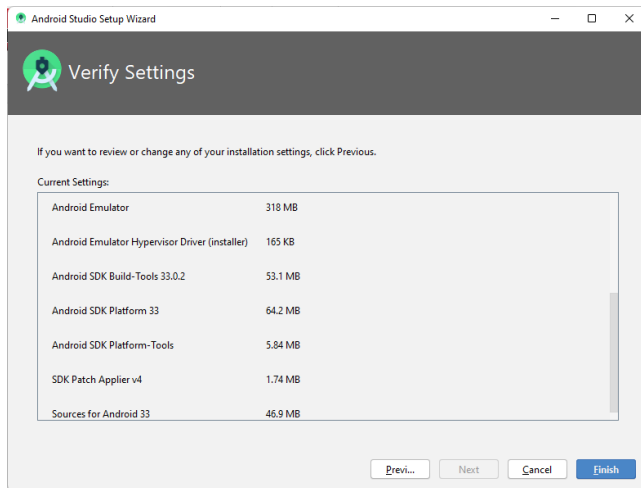 Android Studio Setup Wizard
Verify Settings
If you want to review or change any of your installation settings, click Previous.
Current Settings:
Android Emulator 318 MB
Android Emulator Hypervisor Driver (installer) 165 KB
Android SDK Build-Tools 33.0.2 53.1 MB
Android SDK Platform 33 64.2 MB
Android SDK Platform-Tools 5.84 MB
SDK Patch Applier v4 1.74 MB
Sources for Android 33 46.9 MB
Previ... Next Cancel Finish